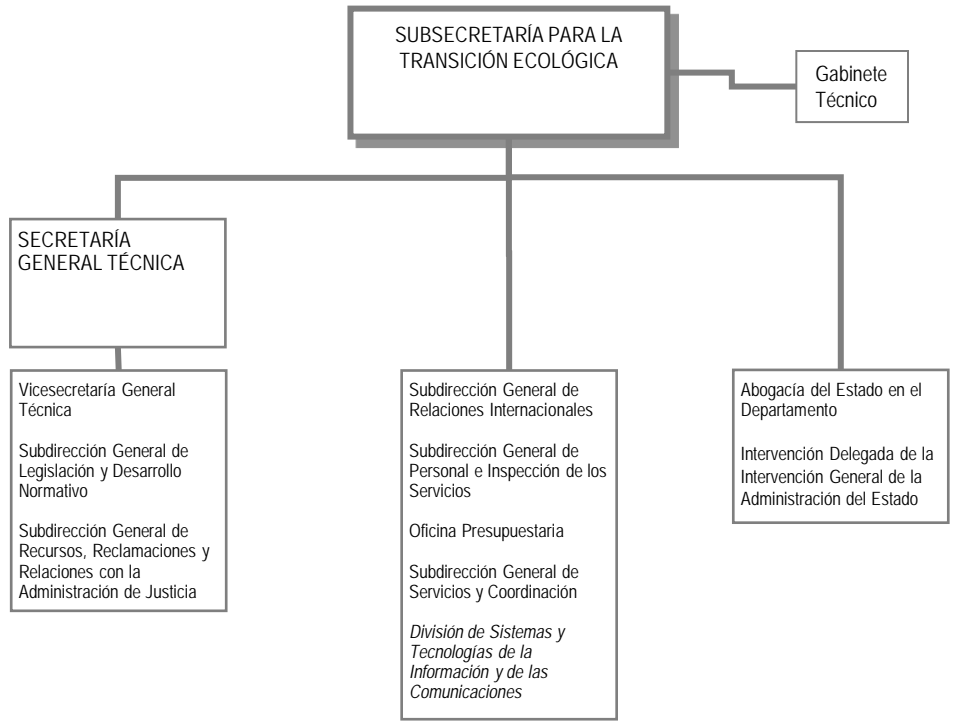 SUBSECRETARÍA PARA LA
TRANSICIÓN ECOLÓGICA
Gabinete
Técnico
SECRETARÍA
GENERAL TÉCNICA
Vicesecretaría General
Técnica
Subdirección General de
Legislación y Desarrollo
Normativo
Subdirección General de
Recursos, Reclamaciones y
Relaciones con la
Administración de Justicia
Subdirección General de
Relaciones Internacionales
Subdirección General de
Personal e Inspección de los
Servicios
Oficina Presupuestaria
Subdirección General de
Servicios y Coordinación
División de Sistemas y
Tecnologías de la
Información y de las
Comunicaciones
Abogacía del Estado en el
Departamento
Intervención Delegada de la
Intervención General de la
Administración del Estado